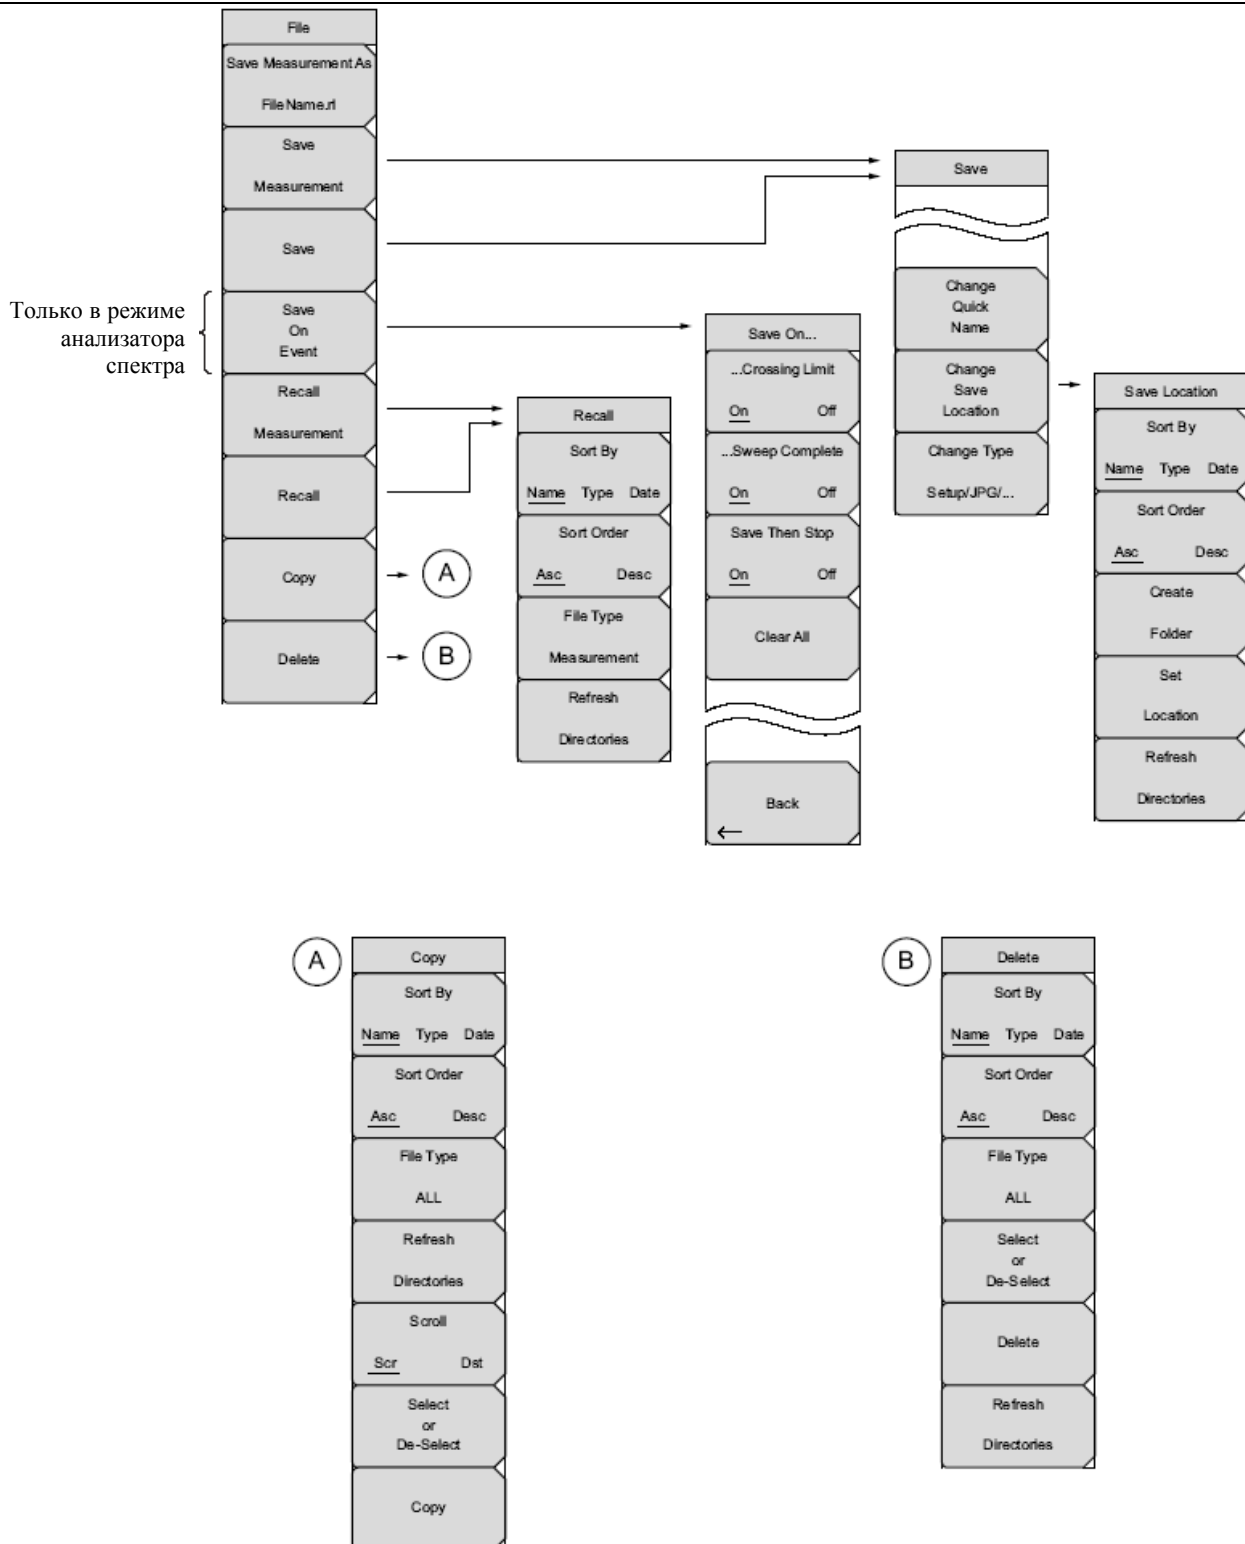 File
Save Measurement As
FileName.rl
Save
Measurement
Save
Только в режиме
анализатора
спектра
Save
On
Event
Recall
Measurement
Recall
Copy
A
Delete
B
Recall
Sort By
Name Type Date
Sort Order
Asc Desc
File Type
Measurement
Refresh
Directories
Save On...
...Crossing Limit
On Off
...Sweep Complete
On Off
Save Then Stop
On Off
Clear All
Back
Save
Change
Quick
Name
Change
Save
Location
Change Type
Setup/JPG/...
Save Location
Sort By
Name Type Date
Sort Order
Asc Desc
Create
Folder
Set
Location
Refresh
Directories
A
Copy
Sort By
Name Type Date
Sort Order
Asc Desc
File Type
ALL
Refresh
Directories
Scroll
Scr Dst
Select
or
De-Select
Copy
B
Delete
Sort By
Name Type Date
Sort Order
Asc Desc
File Type
ALL
Select
or
De-Select
Delete
Refresh
Directories